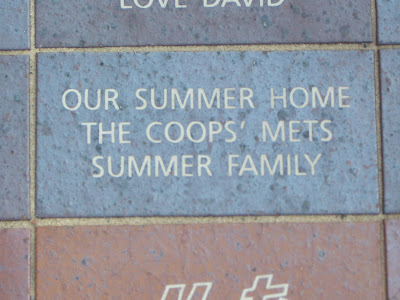 LOVE DAVID
OUR SUMMER HOME
THE COOPS' METS
SUMMER FAMILY